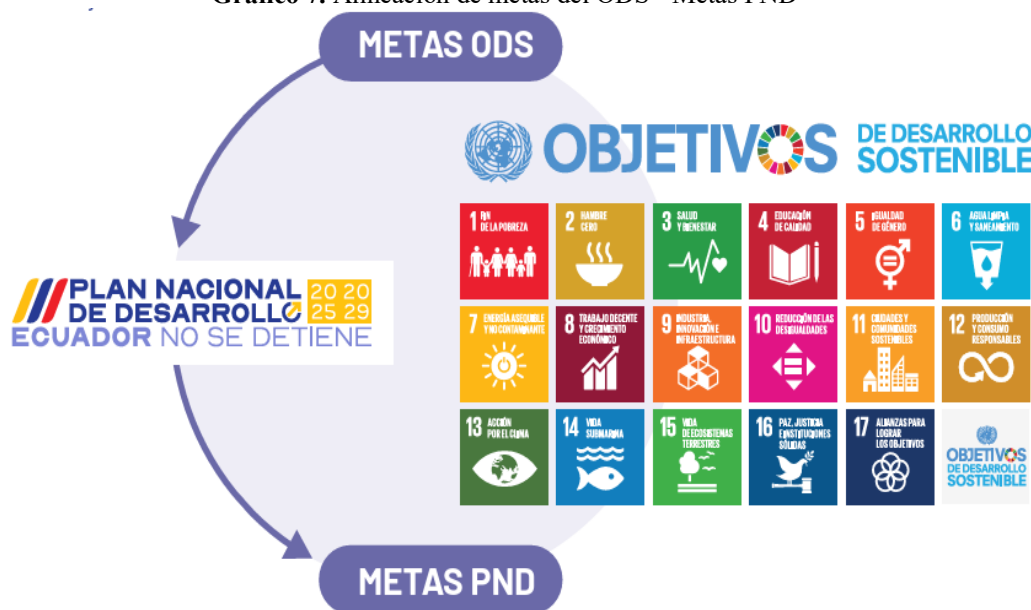 Gráfico 7. Alineación de metas del ODS - Metas PND
METAS ODS
OBJETIVOS DE DESARROLLO
SOSTENIBLE
1 FIN
DE LA POBREZA
2 HAMBRE
CERO
3 SALUD
Y BIENESTAR
4 EDUCACIÓN
DE CALIDAD
5 IGUALDAD
DE GÉNERO
6 AGUA LIMPIA
Y SANEAMIENTO
PLAN NACIONAL 20 20
DE DESARROLLO 25 29
ECUADOR NO SE DETIENE
7 ENERGÍA ASEQUIBLE
Y NO CONTAMINANTE
8 TRABAJO DECENTE
Y CRECIMIENTO
ECONÓMICO
9 INDUSTRIA,
INNOVACIÓN E
INFRAESTRUCTURA
10 REDUCCIÓN DE LAS
DESIGUALDADES
11 CIUDADES Y
COMUNIDADES
SOSTENIBLES
12 PRODUCCIÓN
Y CONSUMO
RESPONSABLES
13 ACCIÓN
POR EL CLIMA
14 VIDA
SUBMARINA
15 VIDA
DE ECOSISTEMAS
TERRESTRES
16 PAZ, JUSTICIA
E INSTITUCIONES
SÓLIDAS
17 ALIANZAS PARA
LOGRAR
LOS OBJETIVOS
OBJETIVOS
DE DESARROLLO
SOSTENIBLE
METAS PND